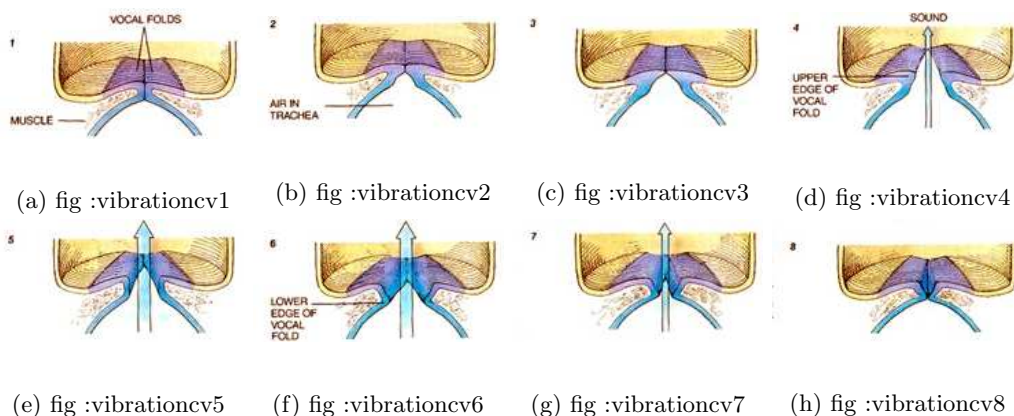 1
VOCAL FOLDS
MUSCLE
(a) fig :vibrationcv1
2
AIR IN
TRACHEA
(b) fig :vibrationcv2
3
(c) fig :vibrationcv3
4
SOUND
UPPER
EDGE OF
VOCAL
FOLD
(d) fig :vibrationcv4
5
(e) fig :vibrationcv5
6
LOWER
EDGE OF
VOCAL
FOLD
(f) fig :vibrationcv6
7
(g) fig :vibrationcv7
8
(h) fig :vibrationcv8